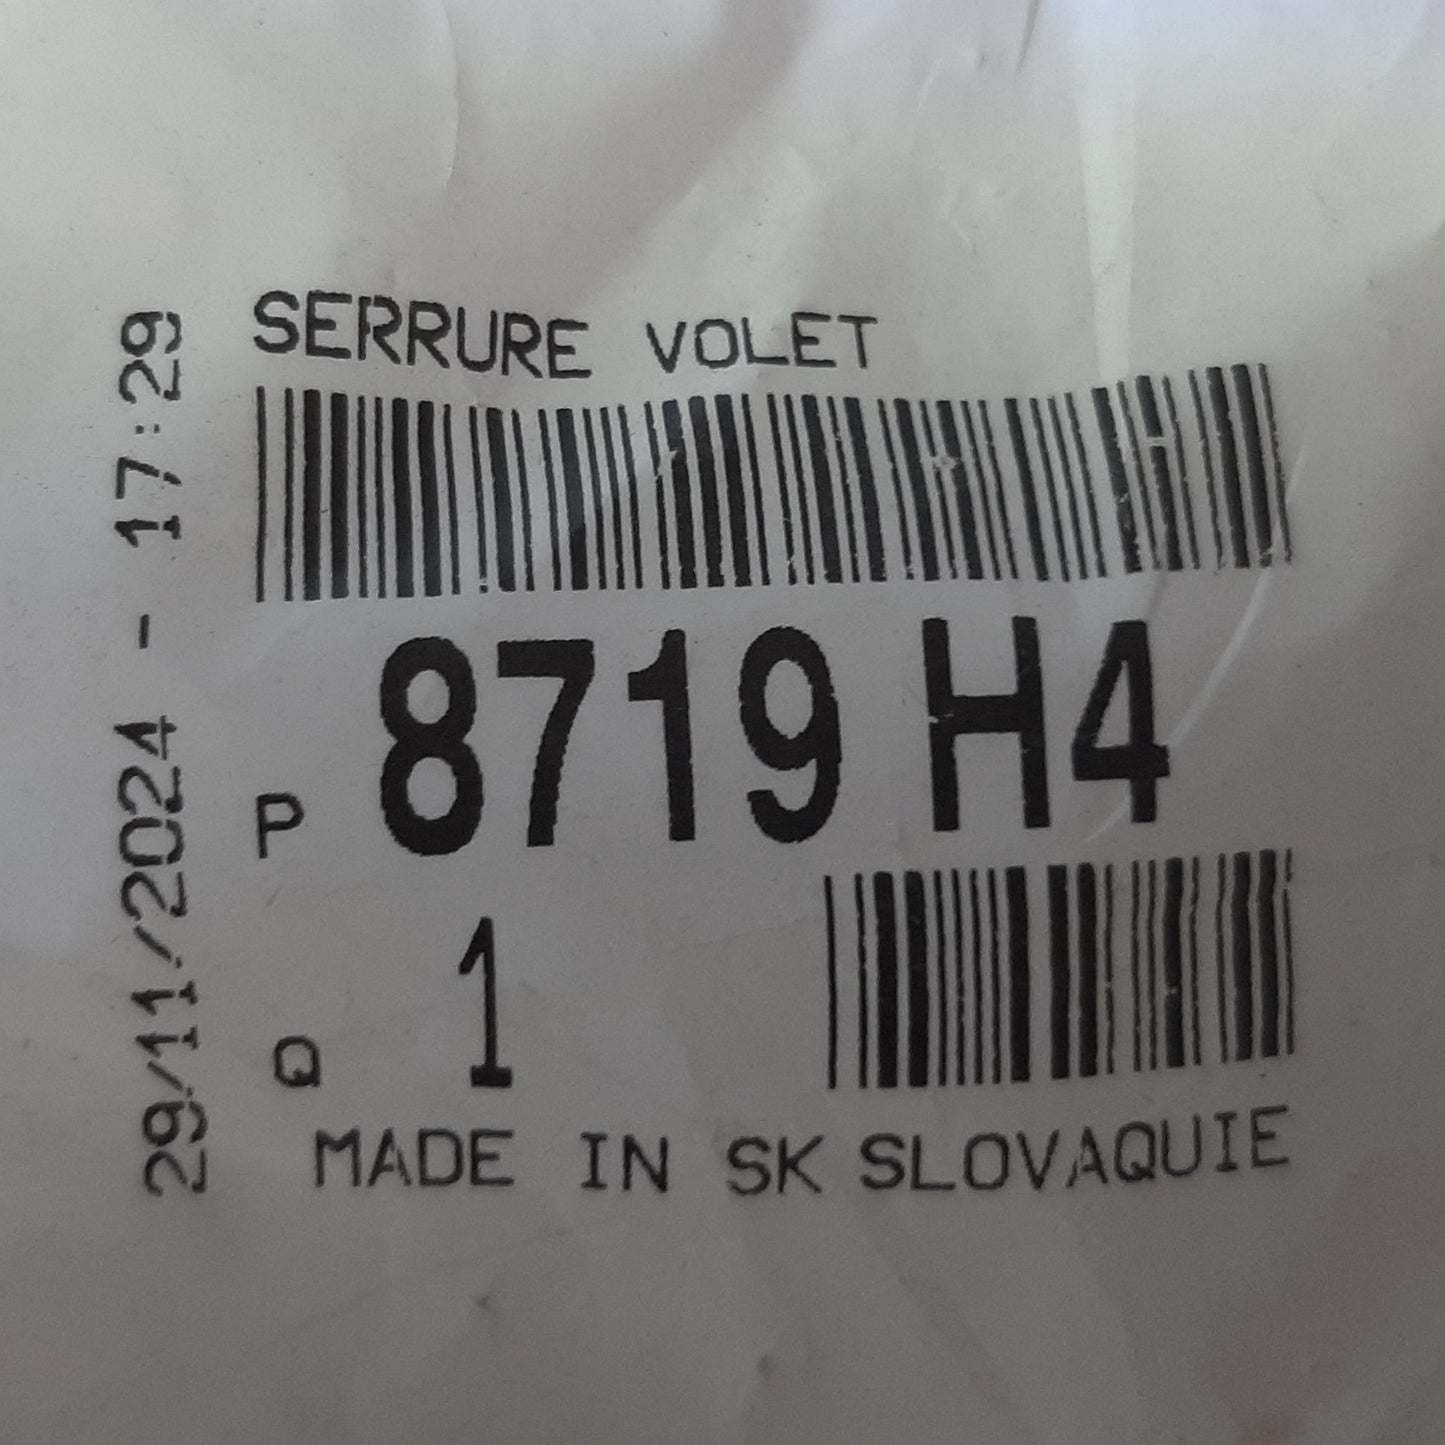 SERRURE VOLET
P 8719 H4
Q 1
MADE IN SK SLOVAQUIE
29/11/2024 - 17:29